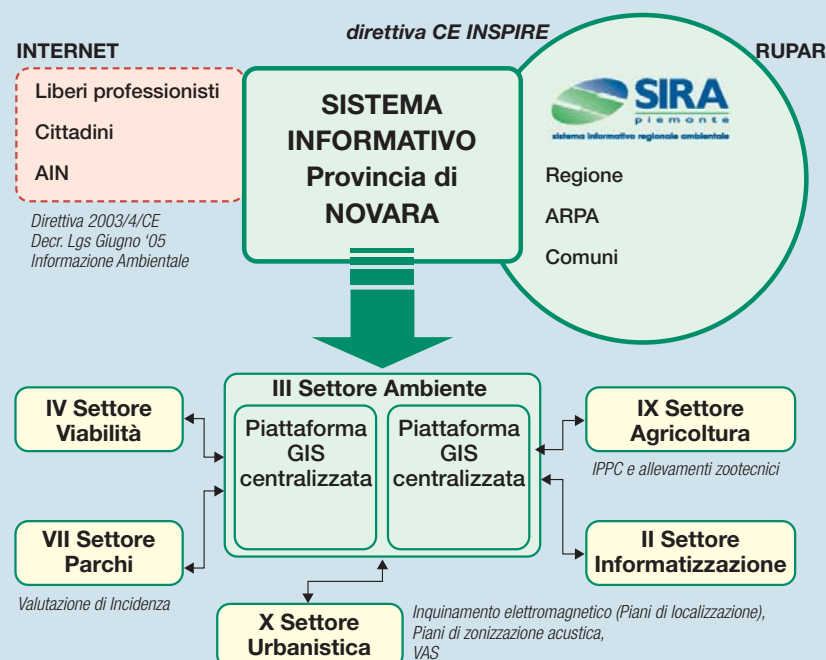 direttiva CE INSPIRE
INTERNET
RUPAR
Liberi professionisti
Cittadini
AIN
Direttiva 2003/4/CE
Decr. Lgs Giugno ‘05
Informazione Ambientale
SISTEMA
INFORMATIVO
Provincia di
NOVARA
SIRA
piemonte
sistema informativo regionale ambientale
Regione
ARPA
Comuni
III Settore Ambiente
Piattaforma
GIS
centralizzata
Piattaforma
GIS
centralizzata
IV Settore
Viabilità
IX Settore
Agricoltura
IPPC e allevamenti zootecnici
VII Settore
Parchi
Valutazione di Incidenza
II Settore
Informatizzazione
X Settore
Urbanistica
Inquinamento elettromagnetico (Piani di localizzazione),
Piani di zonizzazione acustica,
VAS